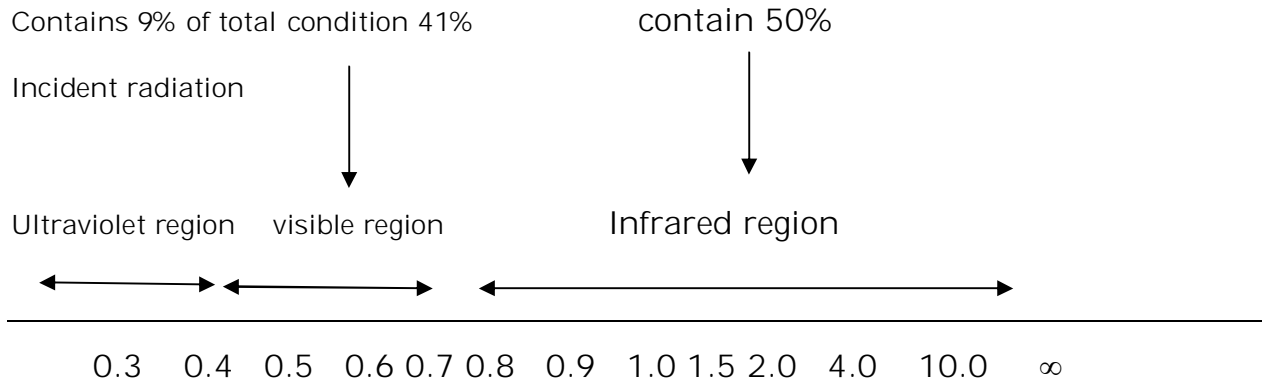 Contains 9% of total condition 41% contain 50%
Incident radiation
Ultraviolet region visible region Infrared region
0.3 0.4 0.5 0.6 0.7 0.8 0.9 1.0 1.5 2.0 4.0 10.0 ∞